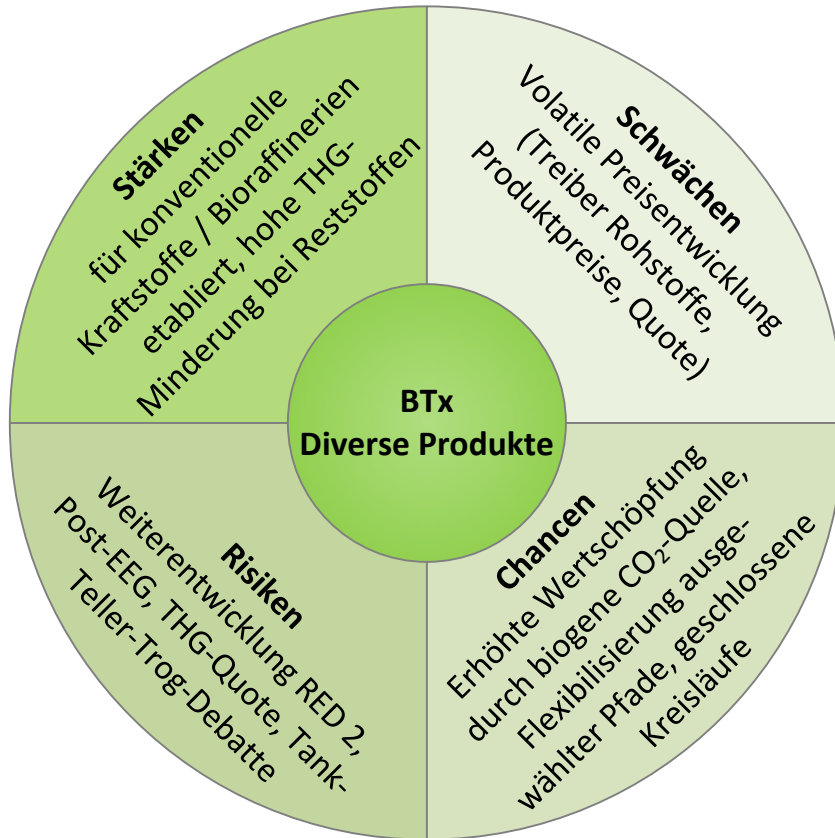 Stärken
für konventionelle
Kraftstoffe / Bioraffinerien
etabliert, hohe THG-
Minderung bei Reststoffen
Schwächen
Volatile Preisentwicklung
(Treiber Rohstoffe,
Produktpreise, Quote)
BTx
Diverse Produkte
Risiken
Weiterentwicklung RED 2,
Post-EEG, THG-Quote, Tank-
Teller-Trog-Debatte
Chancen
Erhöhte Wertschöpfung
durch biogene CO₂-Quelle,
Flexibilisierung ausge-
wählter Pfade, geschlossene
Kreisläufe